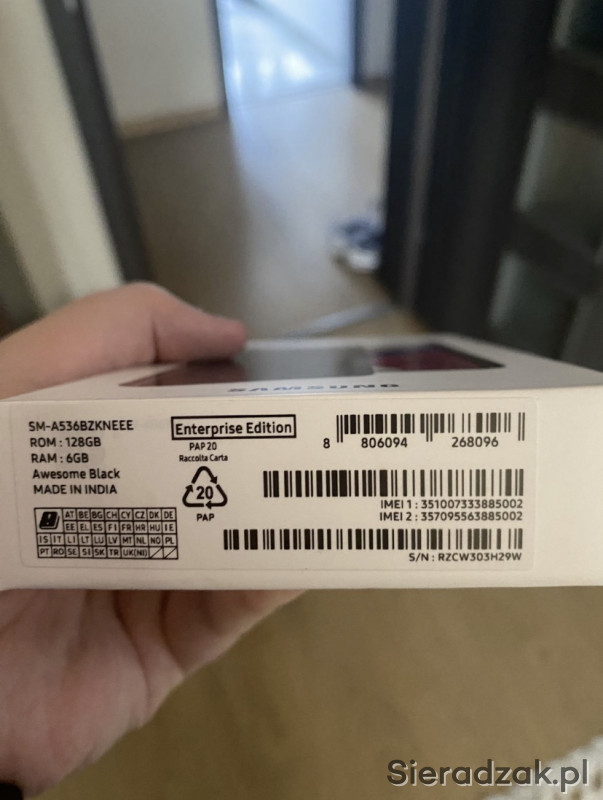 SAMSUNG
SM-A536BZKNEEE
ROM : 128GB
RAM : 6GB
Awesome Black
MADE IN INDIA
AT BE BG CH CY CZ DK DE
EE EL ES FI FR HR HU IE
IS IT LI LT LU LV MT NL NO PL
PT RO SE SI SK TR UK(NI)
Enterprise Edition
PAP 20
Raccolta Carta
20
PAP
8 806094 268096
IMEI 1 : 351007333885002
IMEI 2 : 357095563885002
S/N : RZCW303H29W
Sieradzak.pl